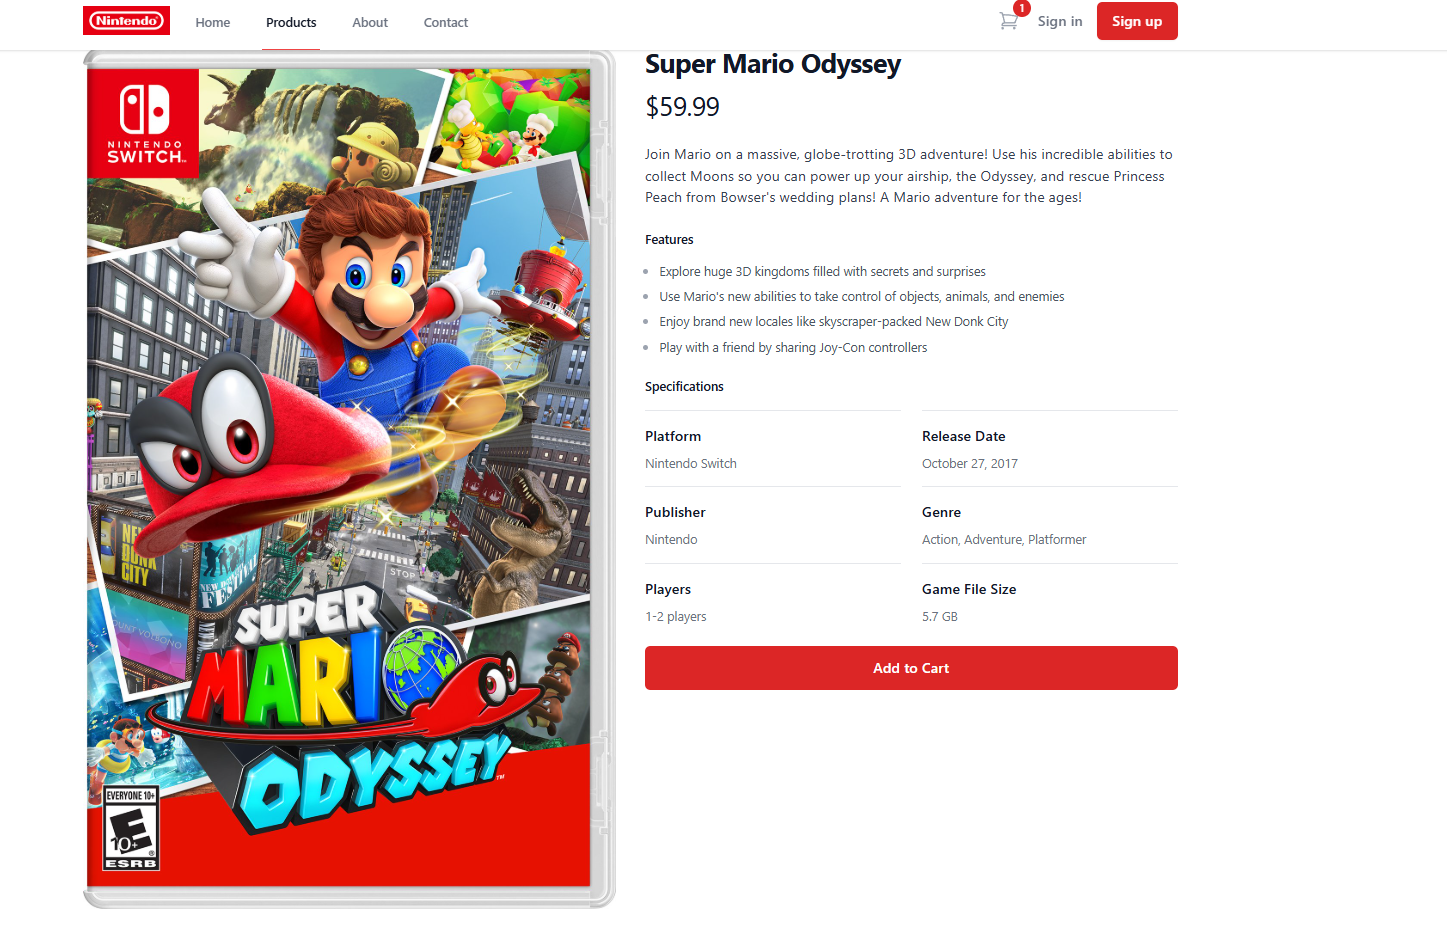 Nintendo
Home
Products
About
Contact
1
Sign in
Sign up
NINTENDO
SWITCH™
NEW
DONK
CITY
STOP
SUPER
MARIO
ODYSSEY™
EVERYONE 10+
E
10+
®
ESRB
Super Mario Odyssey
$59.99
Join Mario on a massive, globe-trotting 3D adventure! Use his incredible abilities to
collect Moons so you can power up your airship, the Odyssey, and rescue Princess
Peach from Bowser's wedding plans! A Mario adventure for the ages!
Features
Explore huge 3D kingdoms filled with secrets and surprises
Use Mario's new abilities to take control of objects, animals, and enemies
Enjoy brand new locales like skyscraper-packed New Donk City
Play with a friend by sharing Joy-Con controllers
Specifications
Platform
Nintendo Switch
Release Date
October 27, 2017
Publisher
Nintendo
Genre
Action, Adventure, Platformer
Players
1-2 players
Game File Size
5.7 GB
Add to Cart